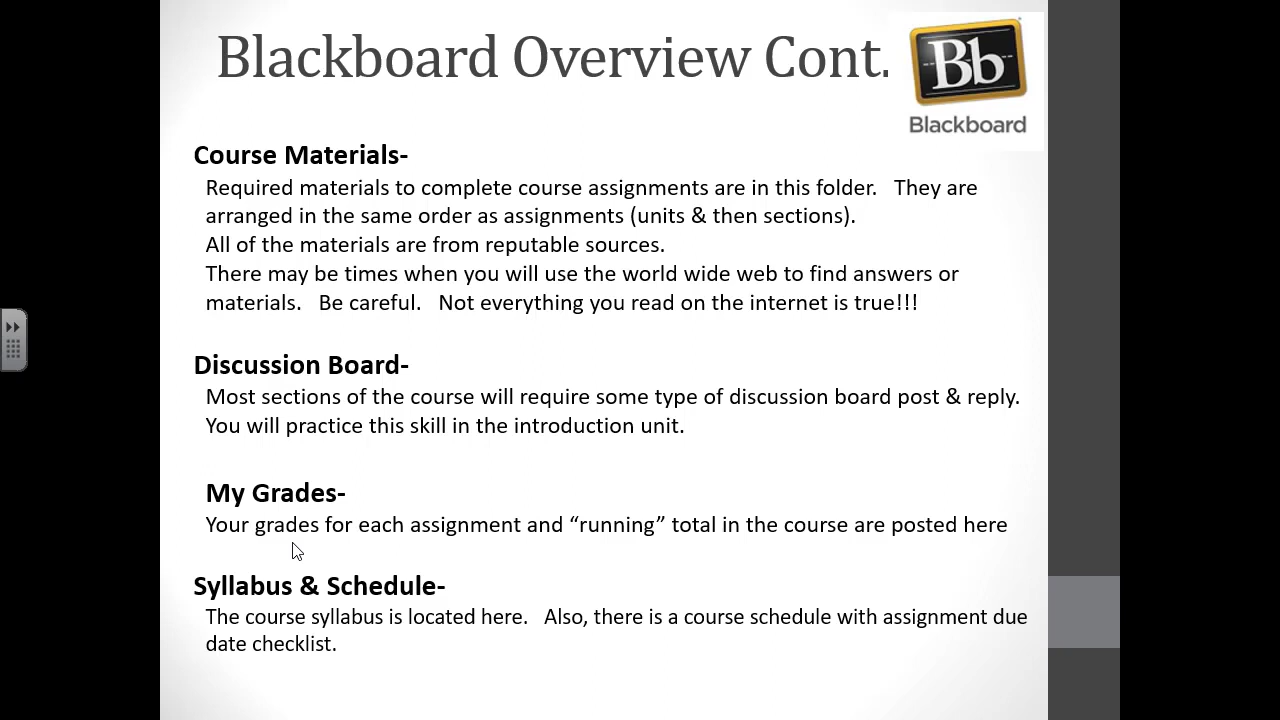 Blackboard Overview Cont.
Bb
Blackboard
Course Materials-
Required materials to complete course assignments are in this folder.   They are
arranged in the same order as assignments (units & then sections).
All of the materials are from reputable sources.
There may be times when you will use the world wide web to find answers or
materials.   Be careful.   Not everything you read on the internet is true!!!
Discussion Board-
Most sections of the course will require some type of discussion board post & reply.
You will practice this skill in the introduction unit.
My Grades-
Your grades for each assignment and “running” total in the course are posted here
Syllabus & Schedule-
The course syllabus is located here.   Also, there is a course schedule with assignment due
date checklist.